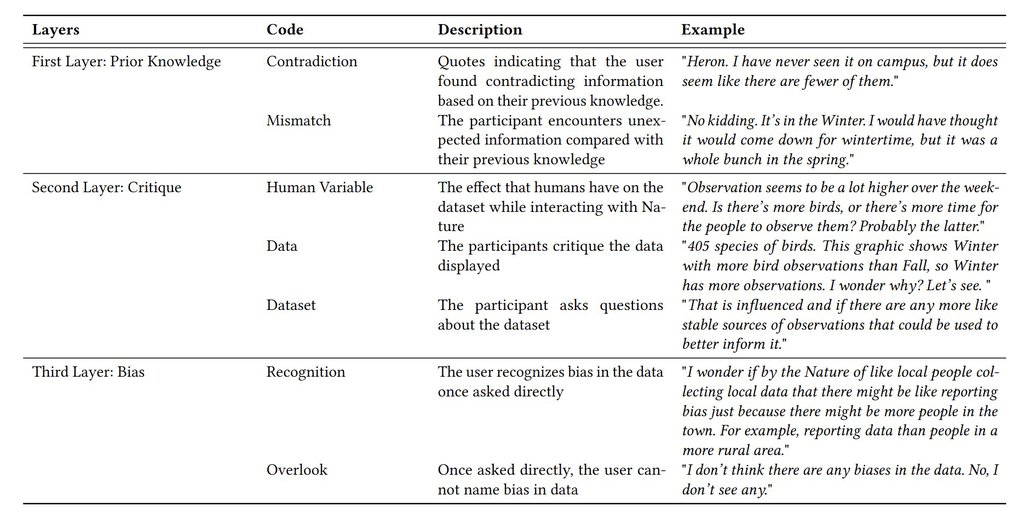 Layers Code Description Example
First Layer: Prior Knowledge Contradiction Quotes indicating that the user "Heron. I have never seen it on campus, but it does
found contradicting information seem like there are fewer of them."
based on their previous knowledge.
Mismatch The participant encounters unex- "No kidding. It's in the Winter. I would have thought
pected information compared with it would come down for wintertime, but it was a
their previous knowledge whole bunch in the spring."
Second Layer: Critique Human Variable The effect that humans have on the "Observation seems to be a lot higher over the week-
dataset while interacting with Na- end. Is there's more birds, or there's more time for
ture the people to observe them? Probably the latter."
Data The participants critique the data "405 species of birds. This graphic shows Winter
displayed with more bird observations than Fall, so Winter
has more observations. I wonder why? Let's see. "
Dataset The participant asks questions "That is influenced and if there are any more like
about the dataset stable sources of observations that could be used to
better inform it."
Third Layer: Bias Recognition The user recognizes bias in the data "I wonder if by the Nature of like local people col-
once asked directly lecting local data that there might be like reporting
bias just because there might be more people in the
town. For example, reporting data than people in a
more rural area."
Overlook Once asked directly, the user can- "I don't think there are any biases in the data. No, I
not name bias in data don't see any."